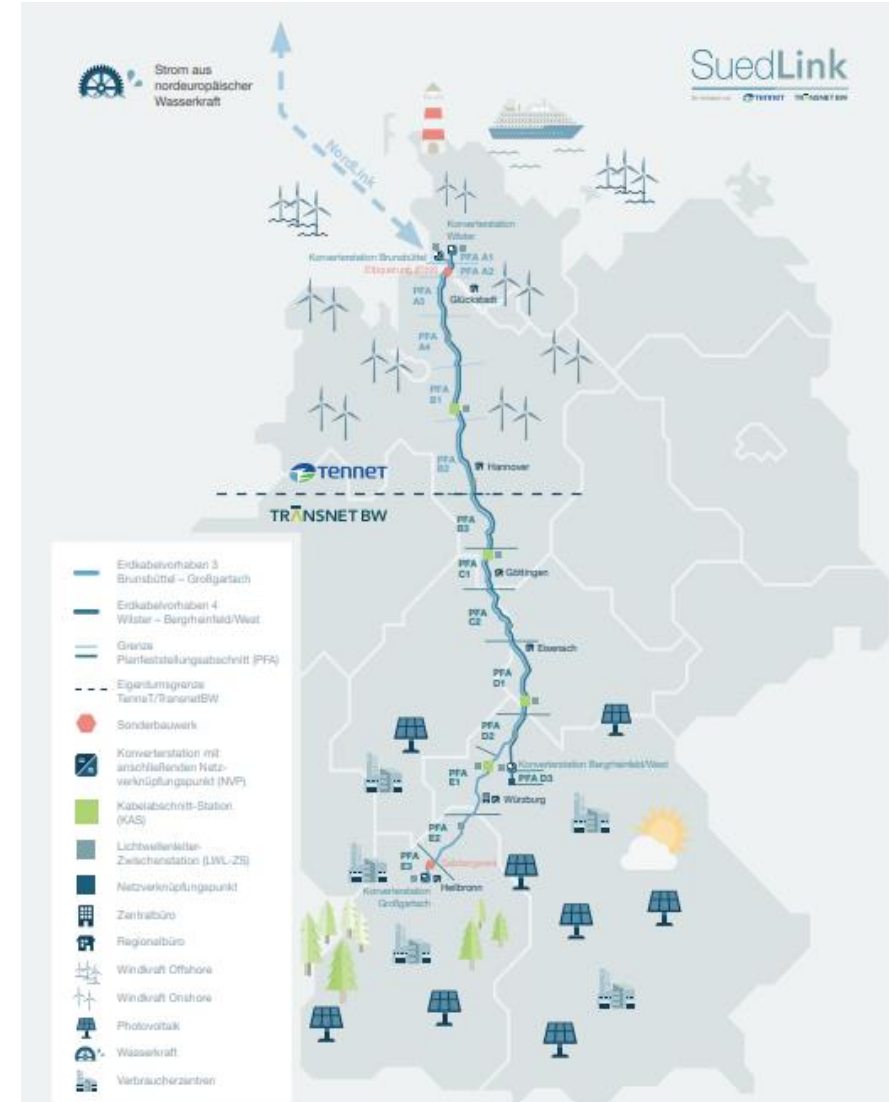 Strom aus
nordeuropäischer
Wasserkraft
SuedLink
TENNET TRANSNET BW
NordLink
Konverterstation
Wilster
Konverterstation Brunsbüttel
PFA A1
PFA A2
PFA
A3
Glückstadt
PFA
A4
PFA
B1
PFA
B2
Hannover
TENNET
TRANSNET BW
PFA
B3
PFA
C1
Göttingen
PFA
C2
Eisenach
PFA
D1
PFA
D2
Konverterstation Bergrheinfeld/West
PFA D3
PFA
E1
Würzburg
PFA
E2
PFA
E3
Heilbronn
Konverterstation
Großgartach
Erdkabelvorhaben 3
Brunsbüttel – Großgartach
Erdkabelvorhaben 4
Wilster – Bergrheinfeld/West
Grenze
Planfeststellungsabschnitt (PFA)
Eigentumsgrenze
TenneT/TransnetBW
Sonderbauwerk
Konverterstation mit
anschließenden Netz-
verknüpfungspunkt (NVP)
Kabelabschnitt-Station
(KAS)
Lichtwellenleiter-
Zwischenstation (LWL-ZS)
Netzverknüpfungspunkt
Zentralbüro
Regionalbüro
Windkraft Offshore
Windkraft Onshore
Photovoltaik
Wasserkraft
Verbraucherzentren